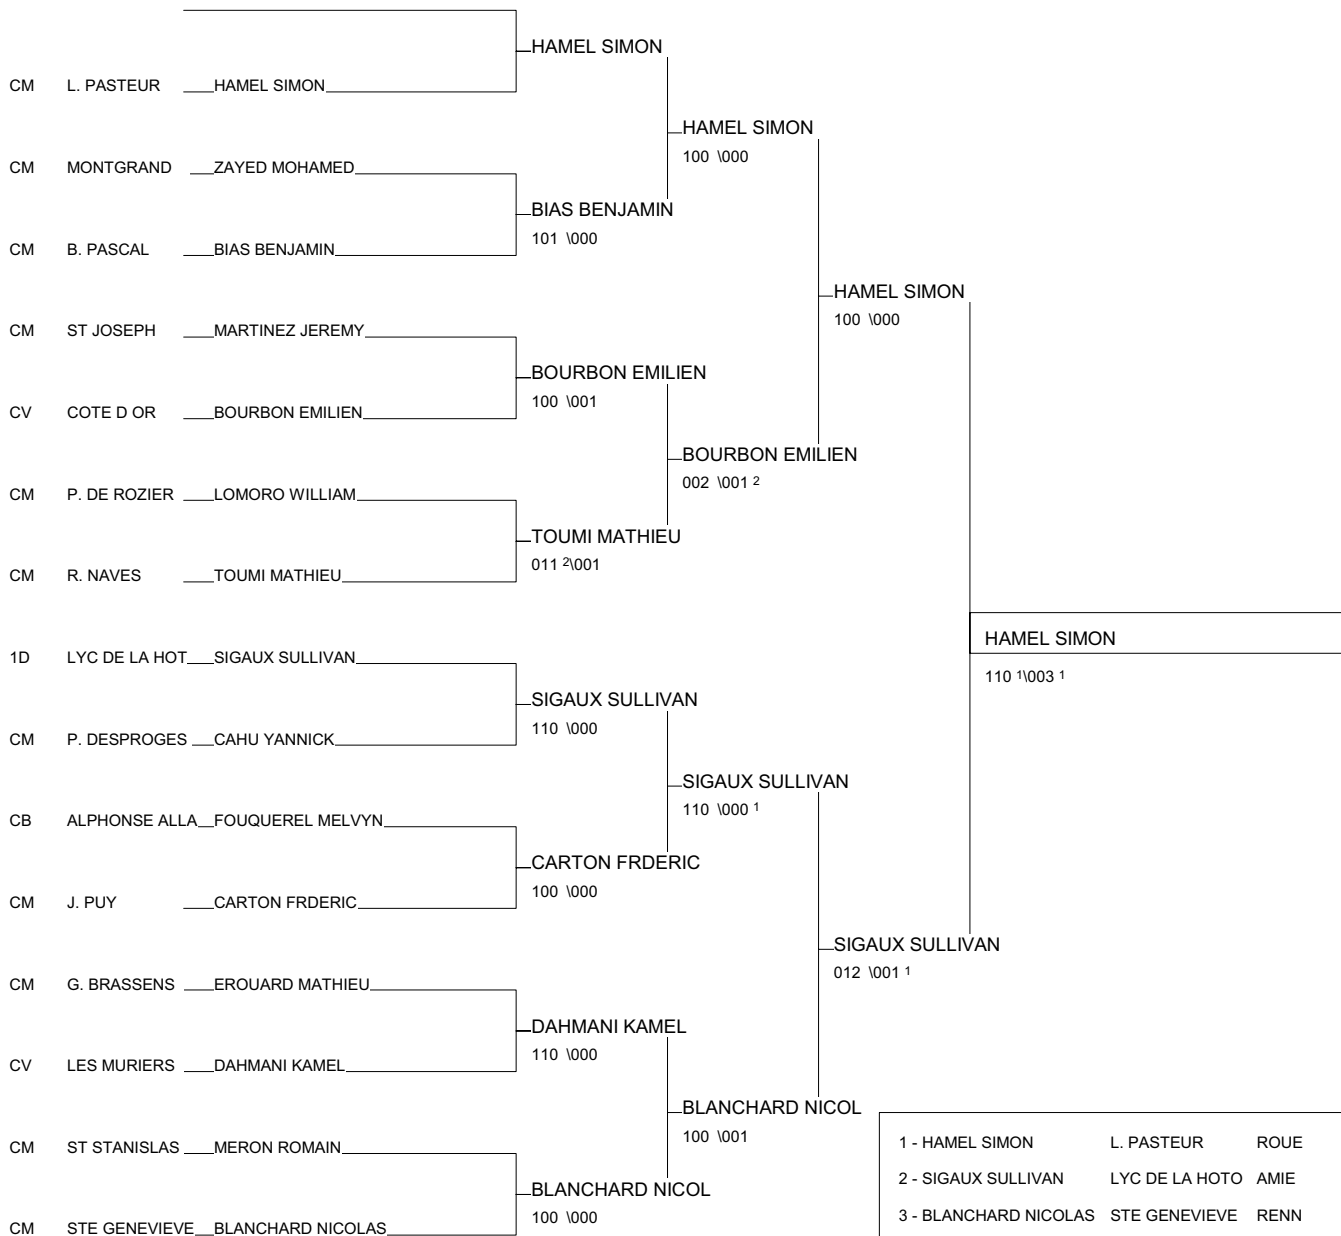 HAMEL SIMON
CM L. PASTEUR HAMEL SIMON
HAMEL SIMON
100 \000
CM MONTGRAND ZAYED MOHAMED
BIAS BENJAMIN
101 \000
CM B. PASCAL BIAS BENJAMIN
HAMEL SIMON
100 \000
CM ST JOSEPH MARTINEZ JEREMY
BOURBON EMILIEN
100 \001
CV COTE D OR BOURBON EMILIEN
BOURBON EMILIEN
002 \001 2
CM P. DE ROZIER LOMORO WILLIAM
TOUMI MATHIEU
011 2\001
CM R. NAVES TOUMI MATHIEU
HAMEL SIMON
110 1\003 1
1D LYC DE LA HOT SIGAUX SULLIVAN
SIGAUX SULLIVAN
110 \000
CM P. DESPROGES CAHU YANNICK
SIGAUX SULLIVAN
110 \000 1
CB ALPHONSE ALLA FOUQUEREL MELVYN
CARTON FRDERIC
100 \000
CM J. PUY CARTON FRDERIC
SIGAUX SULLIVAN
012 \001 1
CM G. BRASSENS EROUARD MATHIEU
DAHMANI KAMEL
110 \000
CV LES MURIERS DAHMANI KAMEL
BLANCHARD NICOL
100 \001
CM ST STANISLAS MERON ROMAIN
BLANCHARD NICOL
100 \000
CM STE GENEVIEVE BLANCHARD NICOLAS
1 - HAMEL SIMON L. PASTEUR ROUE
2 - SIGAUX SULLIVAN LYC DE LA HOTO AMIE
3 - BLANCHARD NICOLAS STE GENEVIEVE RENN